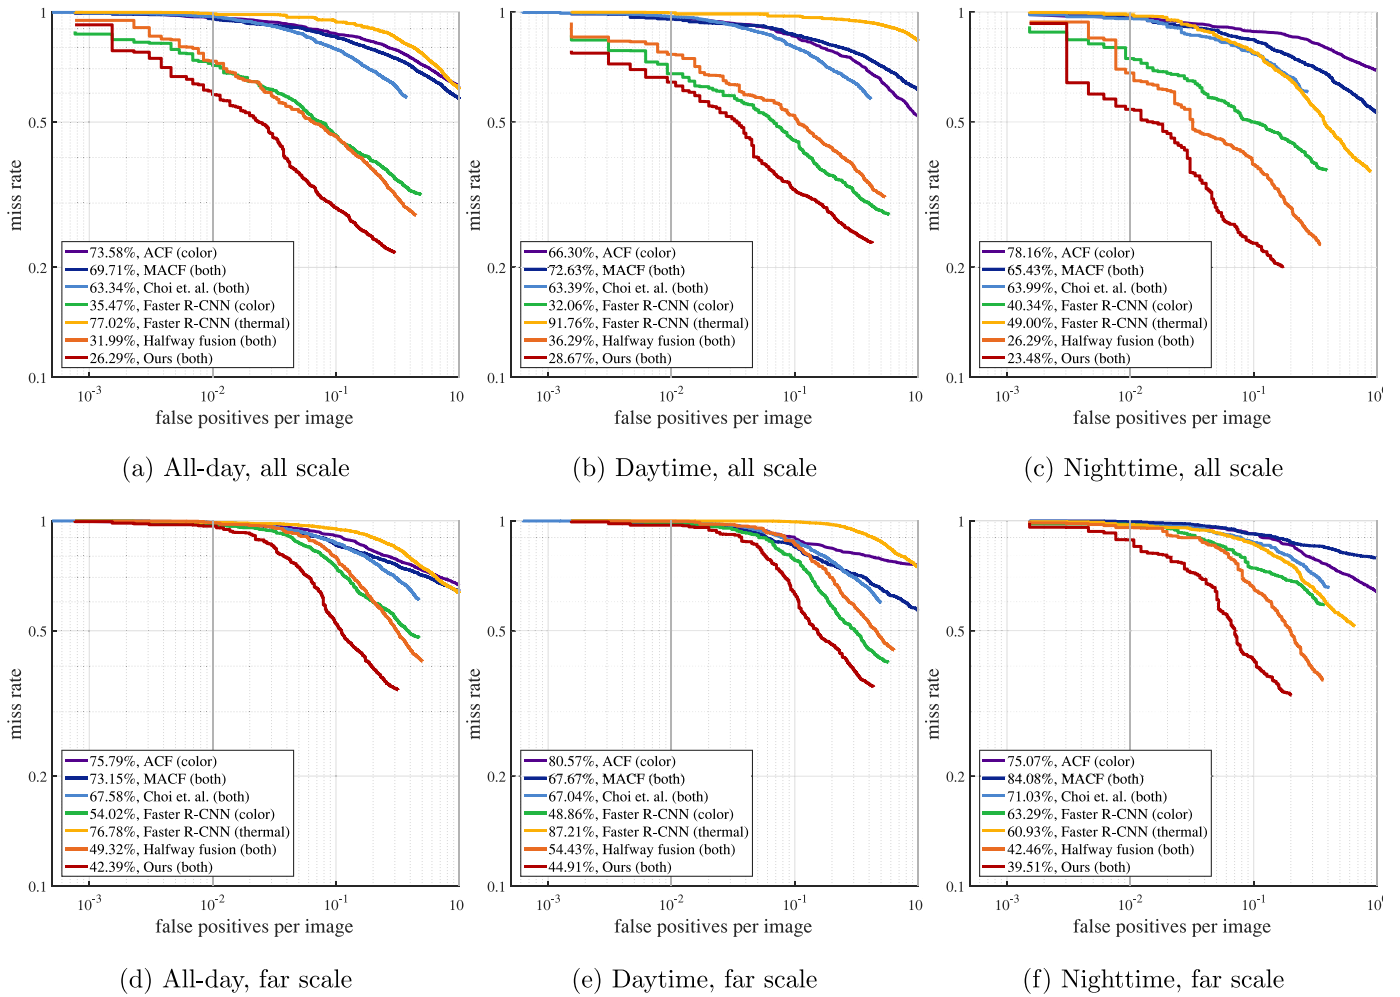 1
0.5
0.2
0.1
miss rate
73.58%, ACF (color)
69.71%, MACF (both)
63.34%, Choi et. al. (both)
35.47%, Faster R-CNN (color)
77.02%, Faster R-CNN (thermal)
31.99%, Halfway fusion (both)
26.29%, Ours (both)
10-3 10-2 10-1 10
false positives per image
(a) All-day, all scale
1
0.5
0.2
0.1
miss rate
66.30%, ACF (color)
72.63%, MACF (both)
63.39%, Choi et. al. (both)
32.06%, Faster R-CNN (color)
91.76%, Faster R-CNN (thermal)
36.29%, Halfway fusion (both)
28.67%, Ours (both)
10-3 10-2 10-1 10
false positives per image
(b) Daytime, all scale
1
0.5
0.2
0.1
miss rate
78.16%, ACF (color)
65.43%, MACF (both)
63.99%, Choi et. al. (both)
40.34%, Faster R-CNN (color)
49.00%, Faster R-CNN (thermal)
26.29%, Halfway fusion (both)
23.48%, Ours (both)
10-3 10-2 10-1 100
false positives per image
(c) Nighttime, all scale
1
0.5
0.2
0.1
miss rate
75.79%, ACF (color)
73.15%, MACF (both)
67.58%, Choi et. al. (both)
54.02%, Faster R-CNN (color)
76.78%, Faster R-CNN (thermal)
49.32%, Halfway fusion (both)
42.39%, Ours (both)
10-3 10-2 10-1 10
false positives per image
(d) All-day, far scale
1
0.5
0.2
0.1
miss rate
80.57%, ACF (color)
67.67%, MACF (both)
67.04%, Choi et. al. (both)
48.86%, Faster R-CNN (color)
87.21%, Faster R-CNN (thermal)
54.43%, Halfway fusion (both)
44.91%, Ours (both)
10-3 10-2 10-1 10
false positives per image
(e) Daytime, far scale
1
0.5
0.2
0.1
miss rate
75.07%, ACF (color)
84.08%, MACF (both)
71.03%, Choi et. al. (both)
63.29%, Faster R-CNN (color)
60.93%, Faster R-CNN (thermal)
42.46%, Halfway fusion (both)
39.51%, Ours (both)
10-3 10-2 10-1 100
false positives per image
(f) Nighttime, far scale